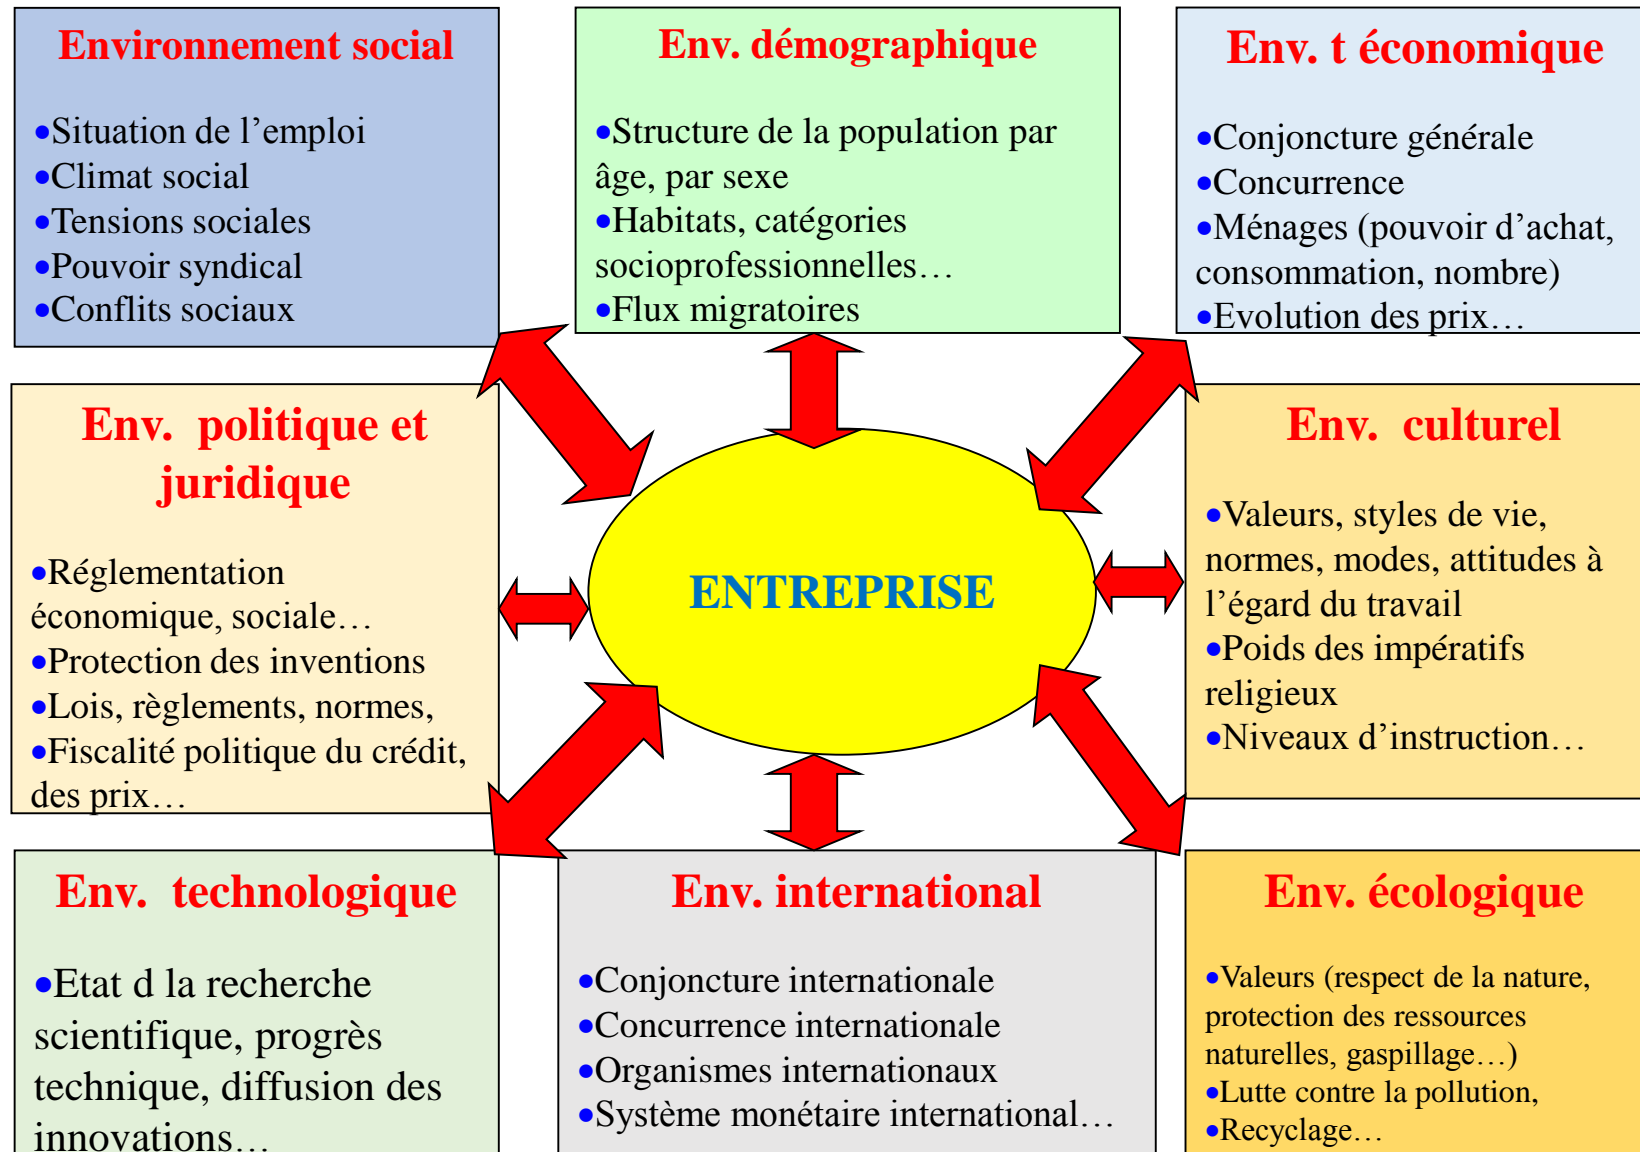 Environnement social
•Situation de l’emploi
•Climat social
•Tensions sociales
•Pouvoir syndical
•Conflits sociaux
Env. démographique
•Structure de la population par
âge, par sexe
•Habitats, catégories
socioprofessionnelles…
•Flux migratoires
Env. t économique
•Conjoncture générale
•Concurrence
•Ménages (pouvoir d’achat,
consommation, nombre)
•Evolution des prix…
Env. politique et
juridique
•Réglementation
économique, sociale…
•Protection des inventions
•Lois, règlements, normes,
•Fiscalité politique du crédit,
des prix…
ENTREPRISE
Env. culturel
•Valeurs, styles de vie,
normes, modes, attitudes à
l’égard du travail
•Poids des impératifs
religieux
•Niveaux d’instruction…
Env. technologique
•Etat d la recherche
scientifique, progrès
technique, diffusion des
innovations…
Env. international
•Conjoncture internationale
•Concurrence internationale
•Organismes internationaux
•Système monétaire international…
Env. écologique
•Valeurs (respect de la nature,
protection des ressources
naturelles, gaspillage…)
•Lutte contre la pollution,
•Recyclage…